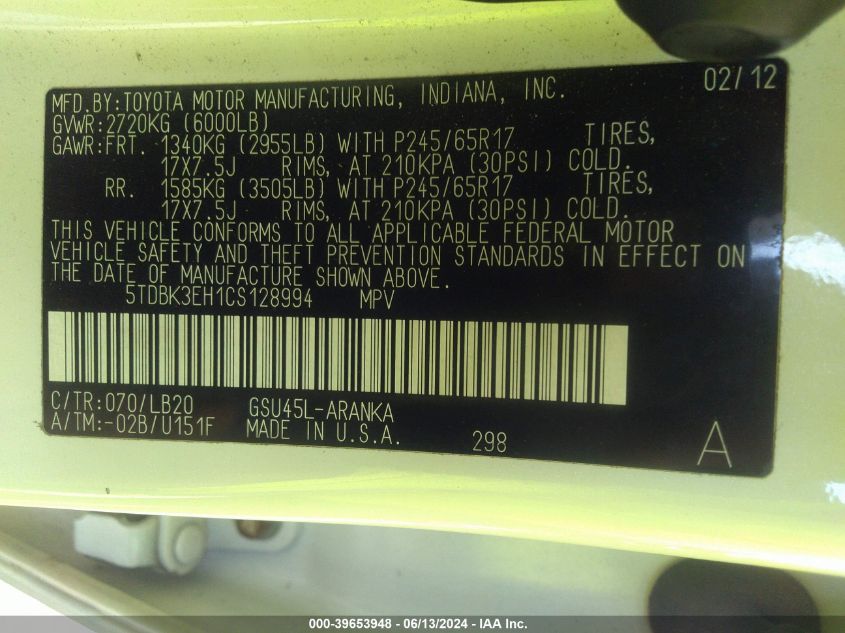 02/12
MFD.BY:TOYOTA MOTOR MANUFACTURING, INDIANA, INC.
GVWR:2720KG (6000LB)
GAWR:FRT. 1340KG (2955LB) WITH P245/65R17 TIRES,
17X7.5J RIMS, AT 210KPA (30PSI) COLD.
RR. 1585KG (3505LB) WITH P245/65R17 TIRES,
17X7.5J RIMS, AT 210KPA (30PSI) COLD.
THIS VEHICLE CONFORMS TO ALL APPLICABLE FEDERAL MOTOR
VEHICLE SAFETY AND THEFT PREVENTION STANDARDS IN EFFECT ON
THE DATE OF MANUFACTURE SHOWN ABOVE.
5TDBK3EH1CS128994 MPV
C/TR:070/LB20 GSU45L-ARANKA
A/TM:-02B/U151F MADE IN U.S.A. 298 A
000-39653948 - 06/13/2024 - IAA Inc.